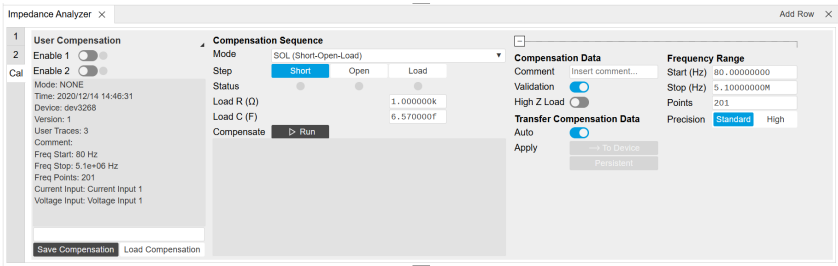 Impedance Analyzer ×
Add Row ×
1
2
Cal
User Compensation
Enable 1
Enable 2
Mode: NONE
Time: 2020/12/14 14:46:31
Device: dev3268
Version: 1
User Traces: 3
Comment:
Freq Start: 80 Hz
Freq Stop: 5.1e+06 Hz
Freq Points: 201
Current Input: Current Input 1
Voltage Input: Voltage Input 1
Save Compensation Load Compensation
Compensation Sequence
Mode SOL (Short-Open-Load)
Step Short Open Load
Status
Load R (Ω) 1.000000k
Load C (F) 6.570000f
Compensate Run
Compensation Data
Comment Insert comment...
Validation
High Z Load
Transfer Compensation Data
Auto
Apply → To Device
Persistent
Frequency Range
Start (Hz) 80.00000000
Stop (Hz) 5.10000000M
Points 201
Precision Standard High